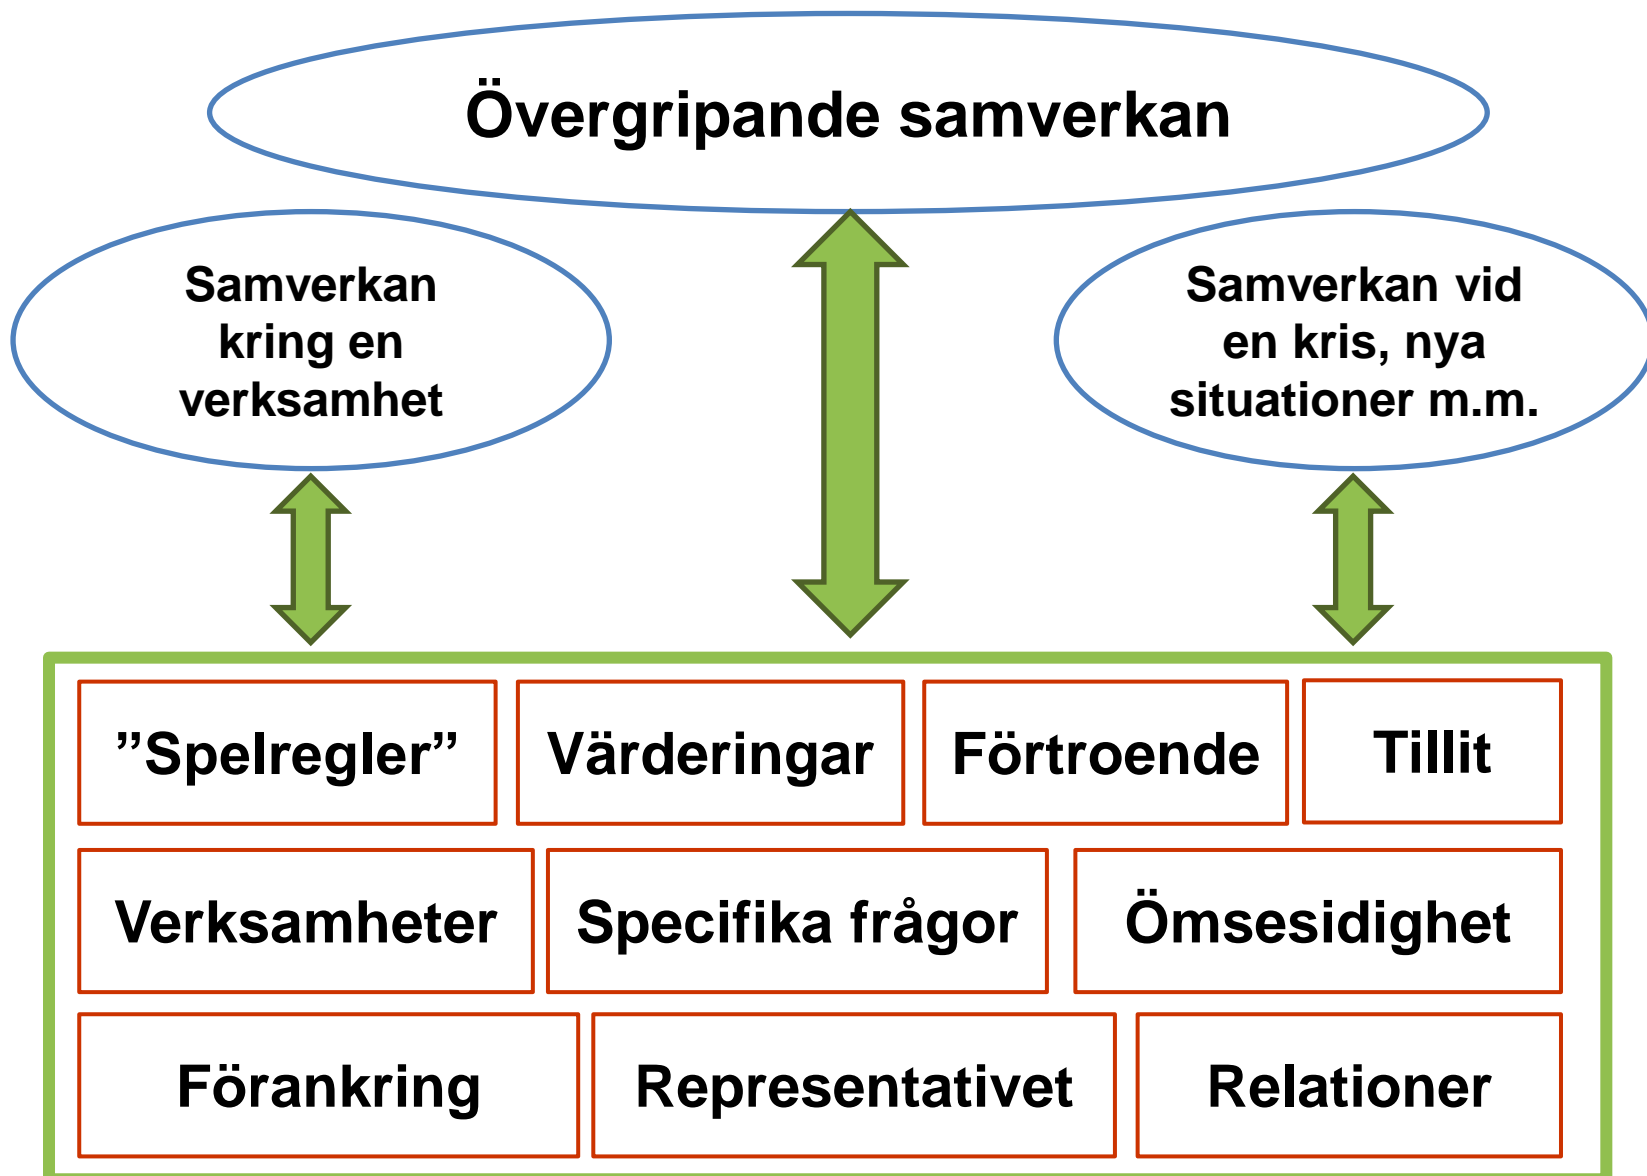 Övergripande samverkan
Samverkan
kring en
verksamhet
Samverkan vid
en kris, nya
situationer m.m.
”Spelregler”
Värderingar
Förtroende
Tillit
Verksamheter
Specifika frågor
Ömsesidighet
Förankring
Representativet
Relationer